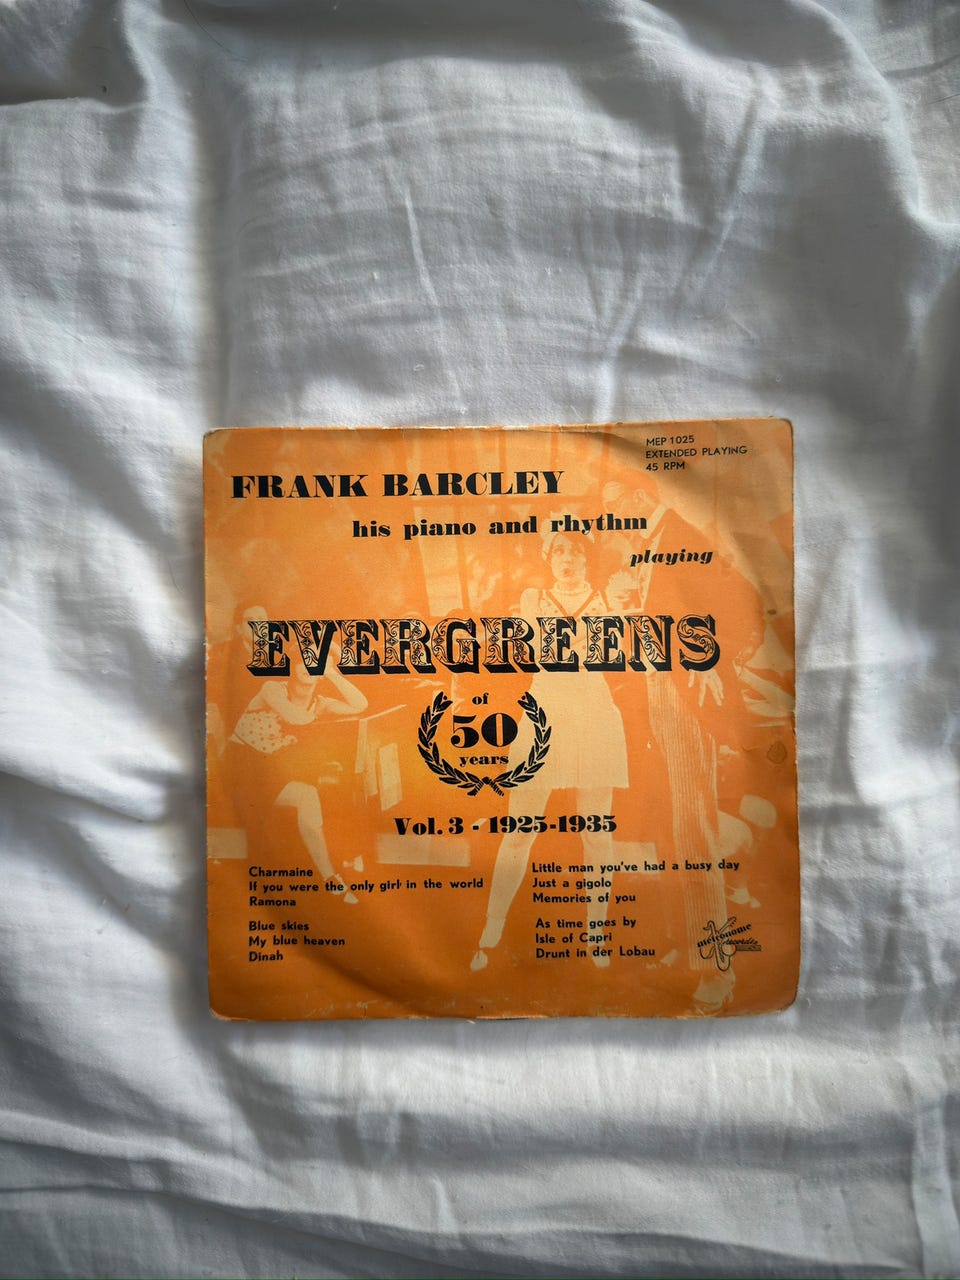 MEP 1025
EXTENDED PLAYING
45 RPM
FRANK BARCLEY
his piano and rhythm
playing
EVERGREENS
of
50
years
Vol. 3 - 1925-1935
Charmaine
If you were the only girl in the world
Ramona
Blue skies
My blue heaven
Dinah
Little man you've had a busy day
Just a gigolo
Memories of you
As time goes by
Isle of Capri
Drunt in der Lobau
metronome
records